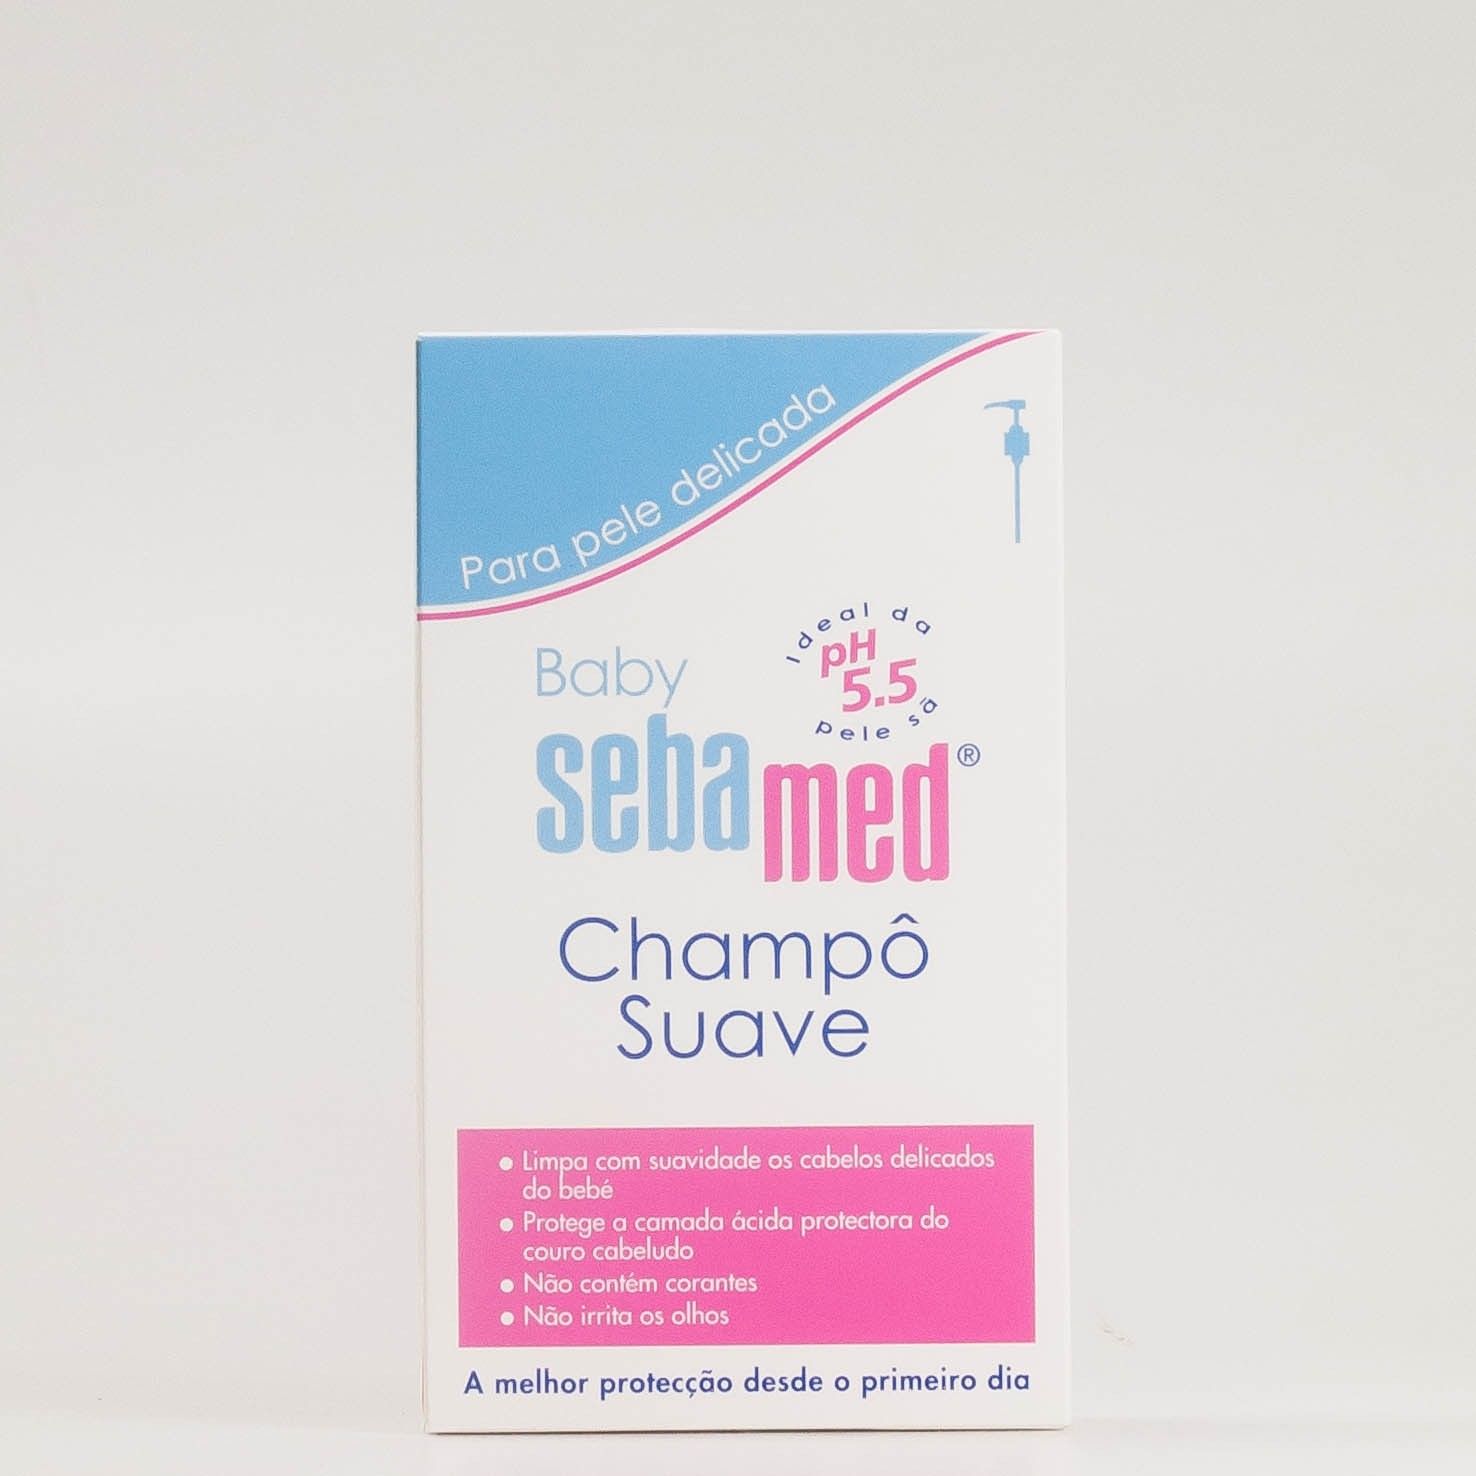 Para pele delicada
Ideal da
pH
5.5
pele sã
Baby
sebamed®
Champô
Suave
• Limpa com suavidade os cabelos delicados
do bebé
• Protege a camada ácida protectora do
couro cabeludo
• Não contém corantes
• Não irrita os olhos
A melhor protecção desde o primeiro dia